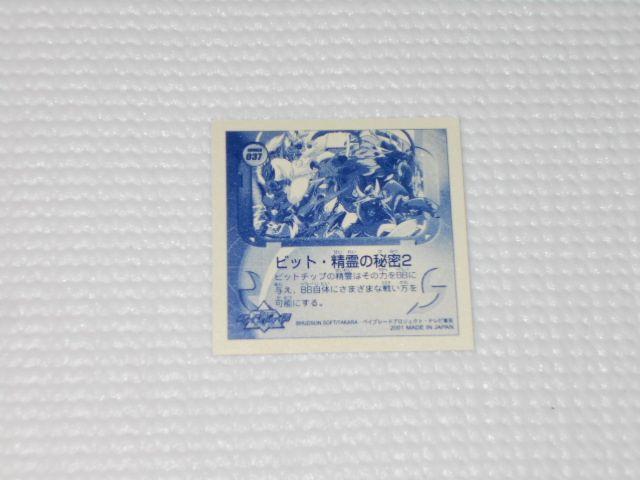 037
ビット・精霊の秘密2
ビットチップの精霊はその力をBBに
与え、BB自体にさまざまな戦い方を
可能にする。
©HUDSON SOFT/TAKARA・ベイブレードプロジェクト・テレビ東京
2001 MADE IN JAPAN